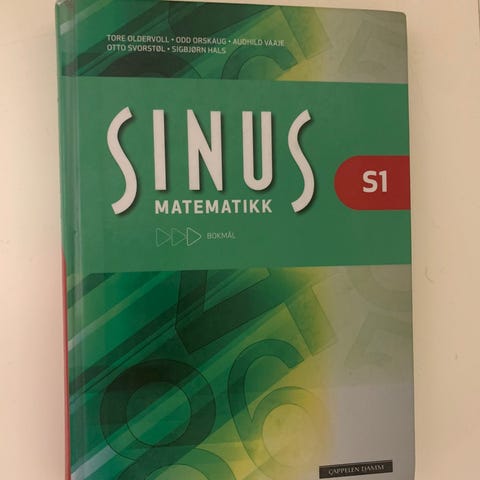 TORE OLDERVOLL • ODD ORSKAUG • AUDHILD VAAJE
OTTO SVORSTØL • SIGBJØRN HALS
SINUS
S1
MATEMATIKK
BOKMÅL
CAPPELEN DAMM